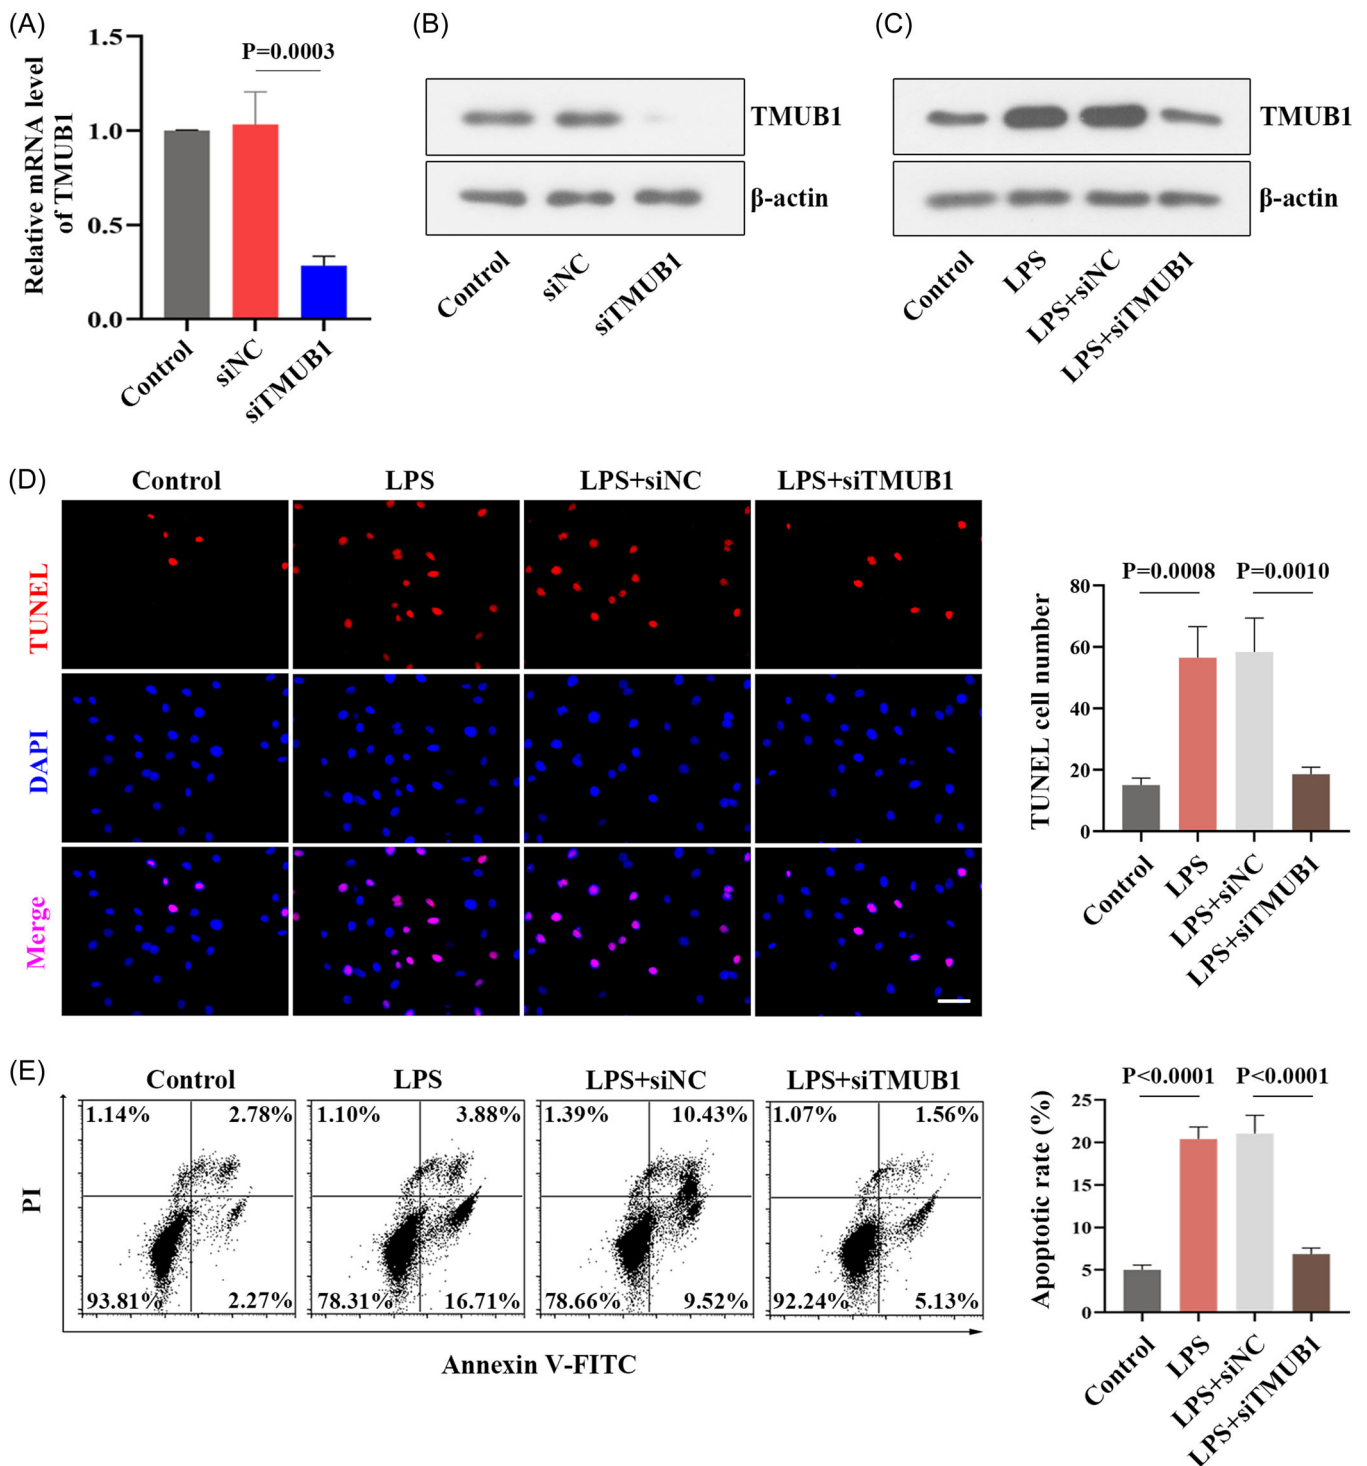 (A)
1.5
1.0
0.5
0.0
Relative mRNA level
of TMUB1
P=0.0003
Control
siNC
siTMUB1
(B)
TMUB1
β-actin
Control
siNC
siTMUB1
(C)
TMUB1
β-actin
Control
LPS
LPS+siNC
LPS+siTMUB1
(D)
Control
LPS
LPS+siNC
LPS+siTMUB1
TUNEL
DAPI
Merge
TUNEL cell number
80
60
40
20
0
P=0.0008
P=0.0010
Control
LPS
LPS+siNC
LPS+siTMUB1
(E)
Control
LPS
LPS+siNC
LPS+siTMUB1
PI
1.14% 2.78%
93.81% 2.27%
1.10% 3.88%
78.31% 16.71%
1.39% 10.43%
78.66% 9.52%
1.07% 1.56%
92.24% 5.13%
Annexin V-FITC
Apoptotic rate (%)
25
20
15
10
5
0
P<0.0001
P<0.0001
Control
LPS
LPS+siNC
LPS+siTMUB1